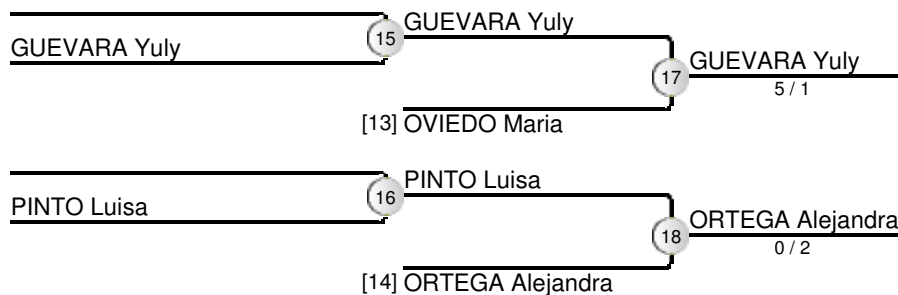 GUEVARA Yuly
15
GUEVARA Yuly
17
GUEVARA Yuly
5 / 1
[13] OVIEDO Maria
PINTO Luisa
16
PINTO Luisa
18
ORTEGA Alejandra
0 / 2
[14] ORTEGA Alejandra